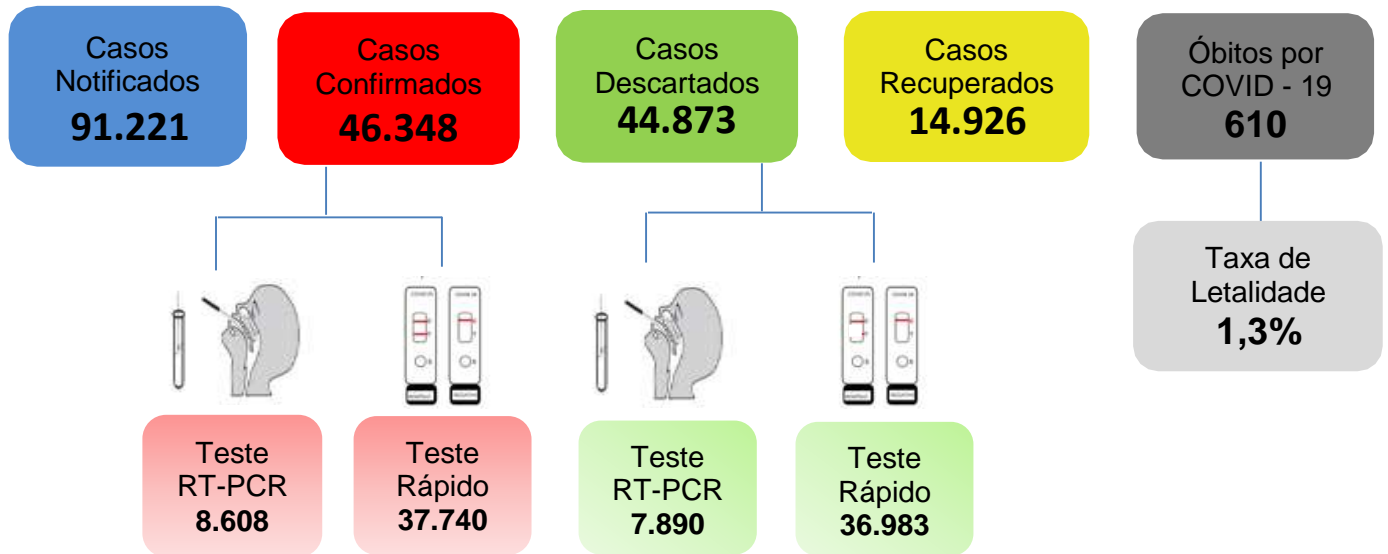 Casos
Notificados
91.221
Casos
Confirmados
46.348
Casos
Descartados
44.873
Casos
Recuperados
14.926
Óbitos por
COVID - 19
610
Taxa de
Letalidade
1,3%
Teste
RT-PCR
8.608
Teste
Rápido
37.740
Teste
RT-PCR
7.890
Teste
Rápido
36.983